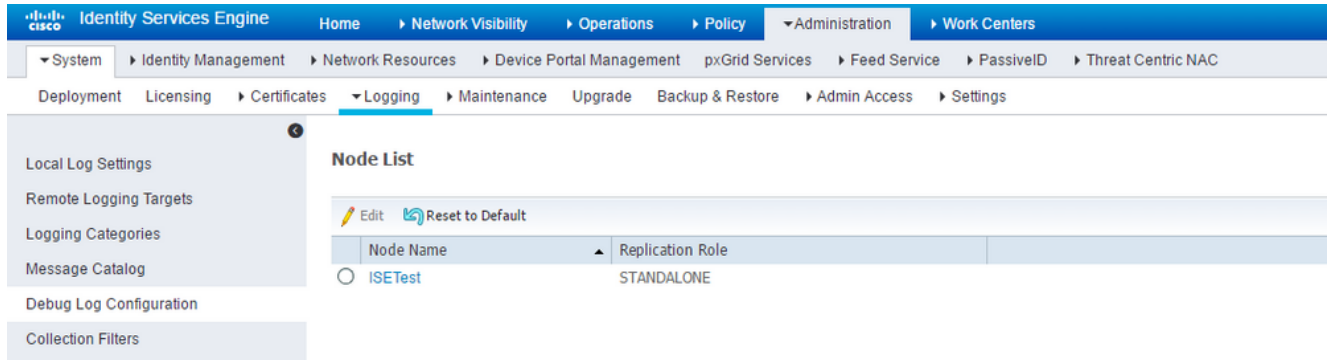 cisco Identity Services Engine Home Network Visibility Operations Policy Administration Work Centers
System Identity Management Network Resources Device Portal Management pxGrid Services Feed Service PassiveID Threat Centric NAC
Deployment Licensing Certificates Logging Maintenance Upgrade Backup & Restore Admin Access Settings
Local Log Settings
Remote Logging Targets
Logging Categories
Message Catalog
Debug Log Configuration
Collection Filters
Node List
Edit Reset to Default
Node Name Replication Role
ISETest STANDALONE